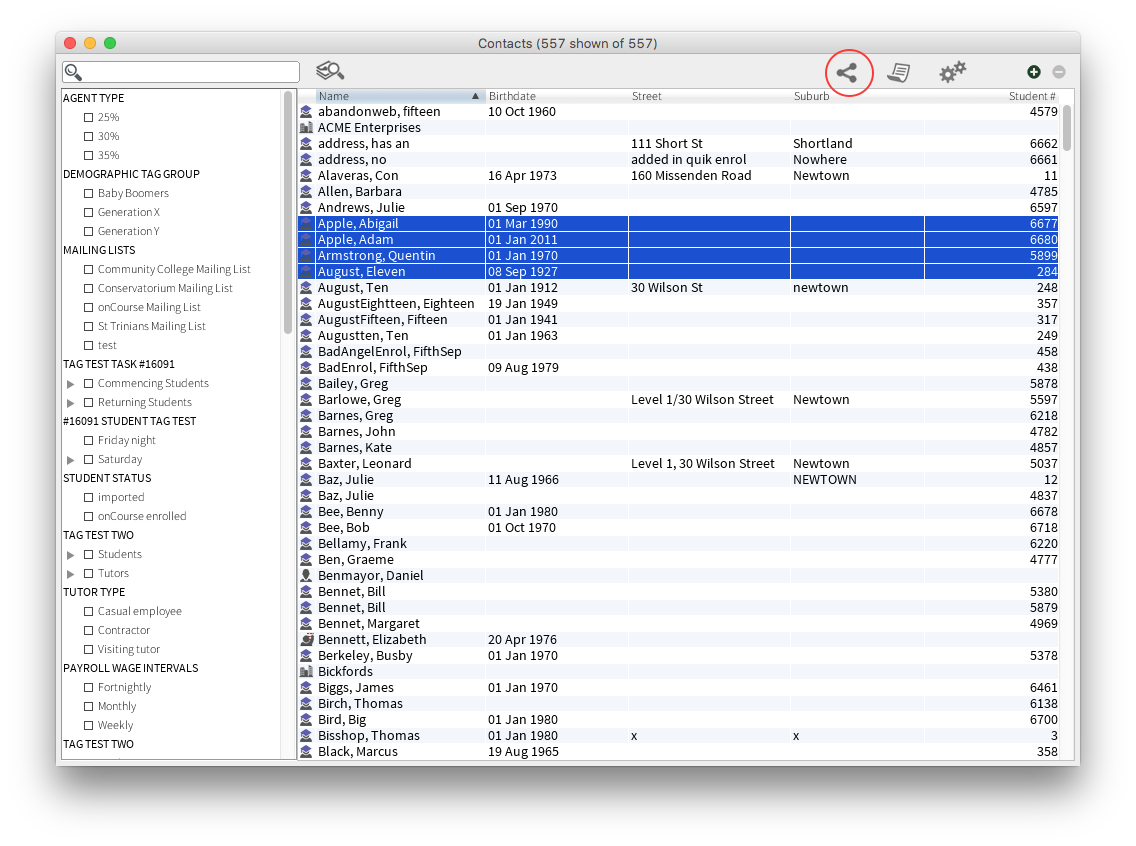 Contacts (557 shown of 557)
AGENT TYPE
25%
30%
35%
DEMOGRAPHIC TAG GROUP
Baby Boomers
Generation X
Generation Y
MAILING LISTS
Community College Mailing List
Conservatorium Mailing List
onCourse Mailing List
St Trinians Mailing List
test
TAG TEST TASK #16091
Commencing Students
Returning Students
#16091 STUDENT TAG TEST
Friday night
Saturday
STUDENT STATUS
imported
onCourse enrolled
TAG TEST TWO
Students
Tutors
TUTOR TYPE
Casual employee
Contractor
Visiting tutor
PAYROLL WAGE INTERVALS
Fortnightly
Monthly
Weekly
TAG TEST TWO
Name Birthdate Street Suburb Student #
abandonweb, fifteen 10 Oct 1960 4579
ACME Enterprises
address, has an 111 Short St Shortland 6662
address, no added in quik enrol Nowhere 6661
Alaveras, Con 16 Apr 1973 160 Missenden Road Newtown 11
Allen, Barbara 4785
Andrews, Julie 01 Sep 1970 6597
Apple, Abigail 01 Mar 1990 6677
Apple, Adam 01 Jan 2011 6680
Armstrong, Quentin 01 Jan 1970 5899
August, Eleven 08 Sep 1927 284
August, Ten 01 Jan 1912 30 Wilson St newtown 248
AugustEightteen, Eighteen 19 Jan 1949 357
AugustFifteen, Fifteen 01 Jan 1941 317
Augustten, Ten 01 Jan 1963 249
BadAngelEnrol, FifthSep 458
BadEnrol, FifthSep 09 Aug 1979 438
Bailey, Greg 5878
Barlowe, Greg Level 1/30 Wilson Street Newtown 5597
Barnes, Greg 6218
Barnes, John 4782
Barnes, Kate 4857
Baxter, Leonard Level 1, 30 Wilson Street Newtown 5037
Baz, Julie 11 Aug 1966 NEWTOWN 12
Baz, Julie 4837
Bee, Benny 01 Jan 1980 6678
Bee, Bob 01 Oct 1970 6718
Bellamy, Frank 6220
Ben, Graeme 4777
Benmayor, Daniel
Bennet, Bill 5380
Bennet, Bill 5879
Bennet, Margaret 4969
Bennett, Elizabeth 20 Apr 1976
Berkeley, Busby 01 Jan 1970 5378
Bickfords
Biggs, James 01 Jan 1970 6461
Birch, Thomas 6138
Bird, Big 01 Jan 1980 6700
Bisshop, Thomas 01 Jan 1980 x x 3
Black, Marcus 19 Aug 1965 358